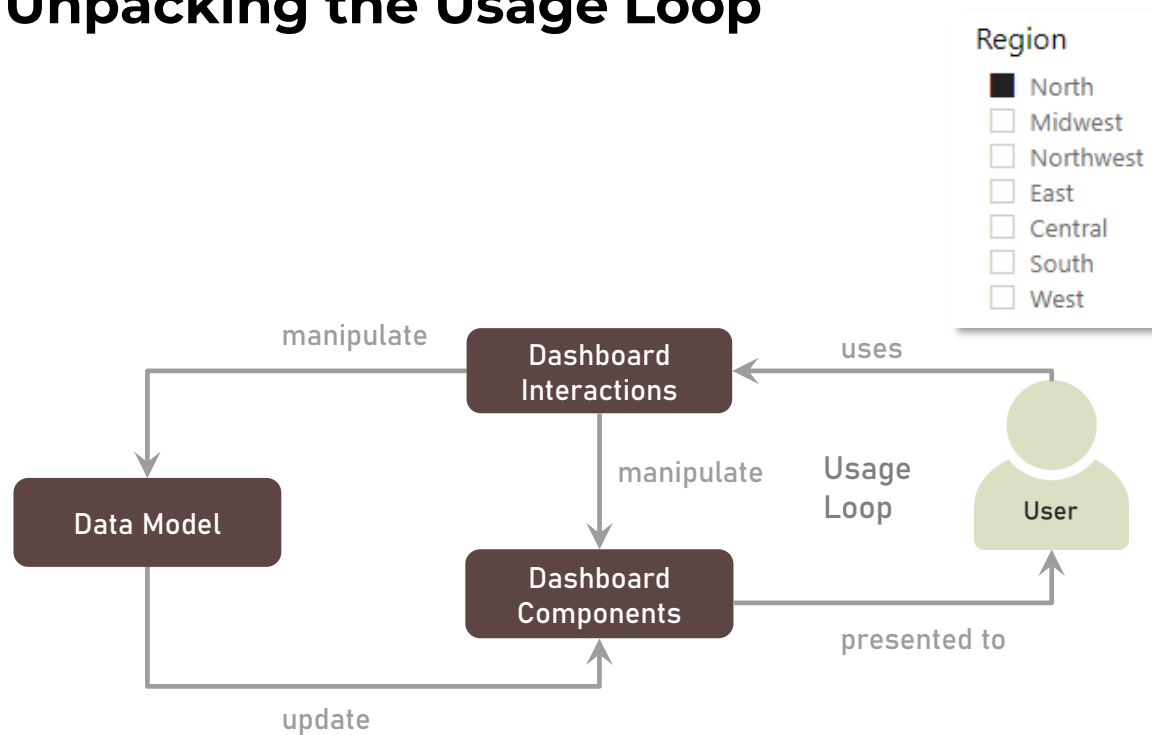 Unpacking the Usage Loop
Region
North
Midwest
Northwest
East
Central
South
West
manipulate
Dashboard
Interactions
uses
manipulate
Usage
Loop
Data Model
User
Dashboard
Components
presented to
update